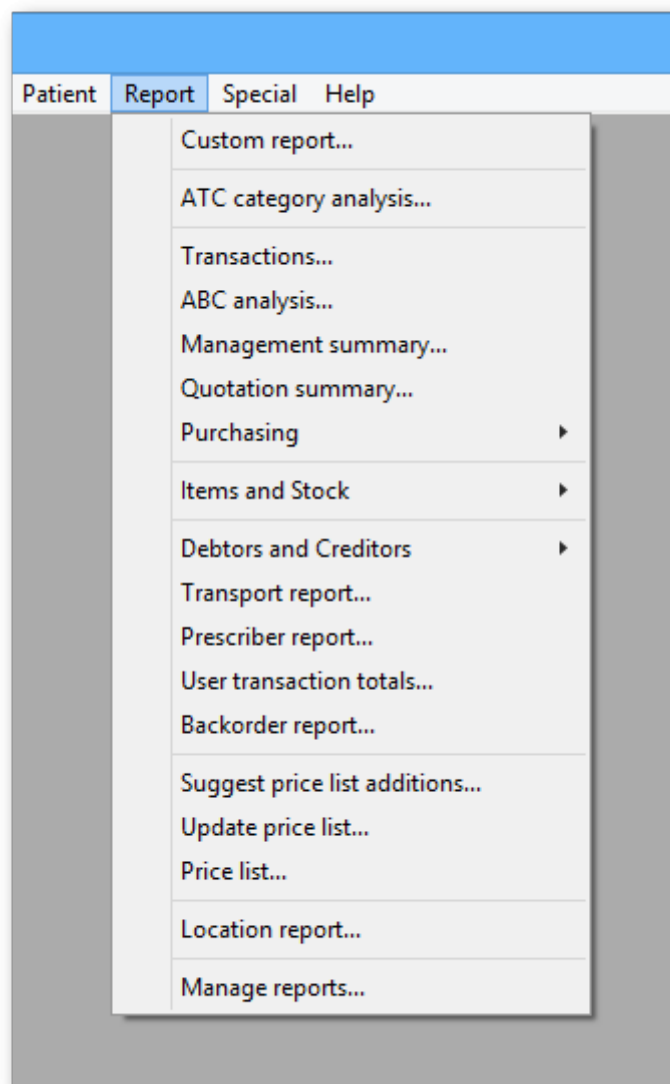 Patient Report Special Help
Custom report...
ATC category analysis...
Transactions...
ABC analysis...
Management summary...
Quotation summary...
Purchasing
Items and Stock
Debtors and Creditors
Transport report...
Prescriber report...
User transaction totals...
Backorder report...
Suggest price list additions...
Update price list...
Price list...
Location report...
Manage reports...